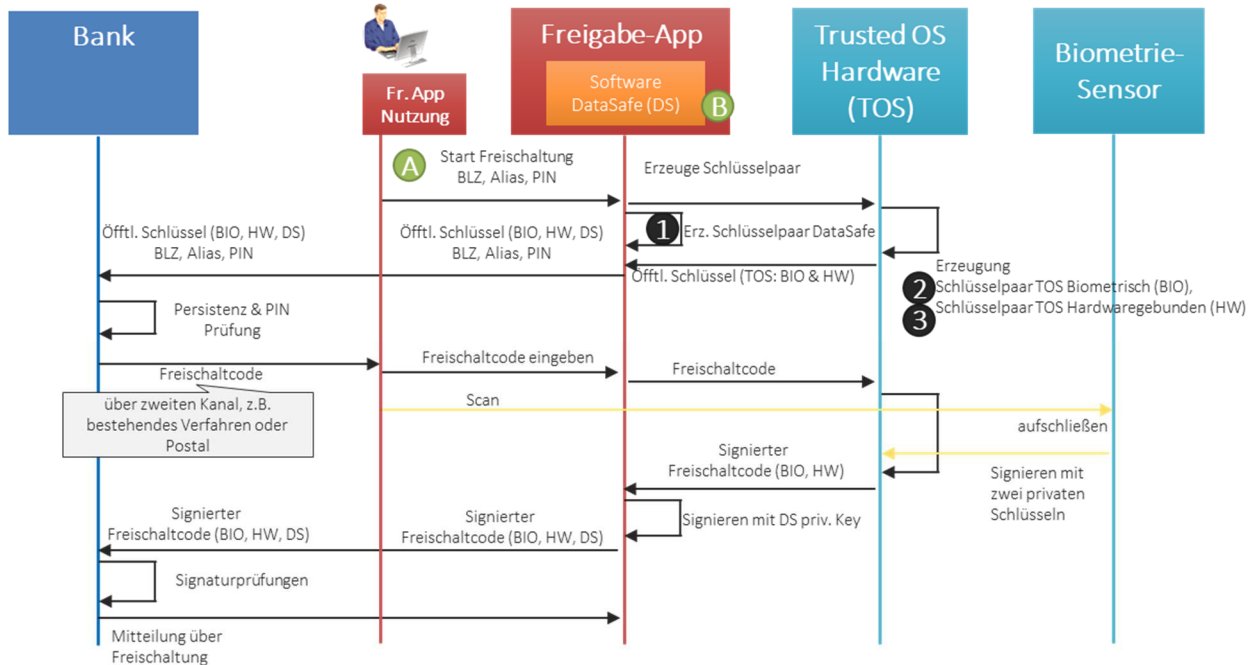 Bank
Fr. App
Nutzung
Freigabe-App
Software
DataSafe (DS)
B
Trusted OS
Hardware
(TOS)
Biometrie-
Sensor
A
Start Freischaltung
BLZ, Alias, PIN
Erzeuge Schlüsselpaar
1
Erz. Schlüsselpaar DataSafe
Öfftl. Schlüssel (BIO, HW, DS)
BLZ, Alias, PIN
Öfftl. Schlüssel (BIO, HW, DS)
BLZ, Alias, PIN
Öfftl. Schlüssel (TOS: BIO & HW)
Erzeugung
2
Schlüsselpaar TOS Biometrisch (BIO),
3
Schlüsselpaar TOS Hardwaregebunden (HW)
Persistenz & PIN
Prüfung
Freischaltcode
Freischaltcode eingeben
Freischaltcode
über zweiten Kanal, z.B.
bestehendes Verfahren oder
Postal
Scan
aufschließen
Signierter
Freischaltcode (BIO, HW)
Signieren mit
zwei privaten
Schlüsseln
Signieren mit DS priv. Key
Signierter
Freischaltcode (BIO, HW, DS)
Signierter
Freischaltcode (BIO, HW, DS)
Signaturprüfungen
Mitteilung über
Freischaltung